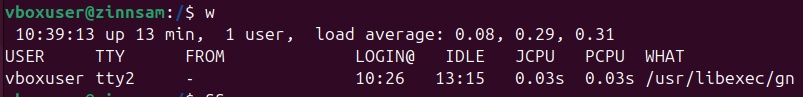 vboxuser@zinnsam:/$ w
 10:39:13 up 13 min,  1 user,  load average: 0.08, 0.29, 0.31
USER     TTY      FROM             LOGIN@   IDLE   JCPU   PCPU  WHAT
vboxuser tty2     -                10:26   13:15   0.03s  0.03s /usr/libexec/gn